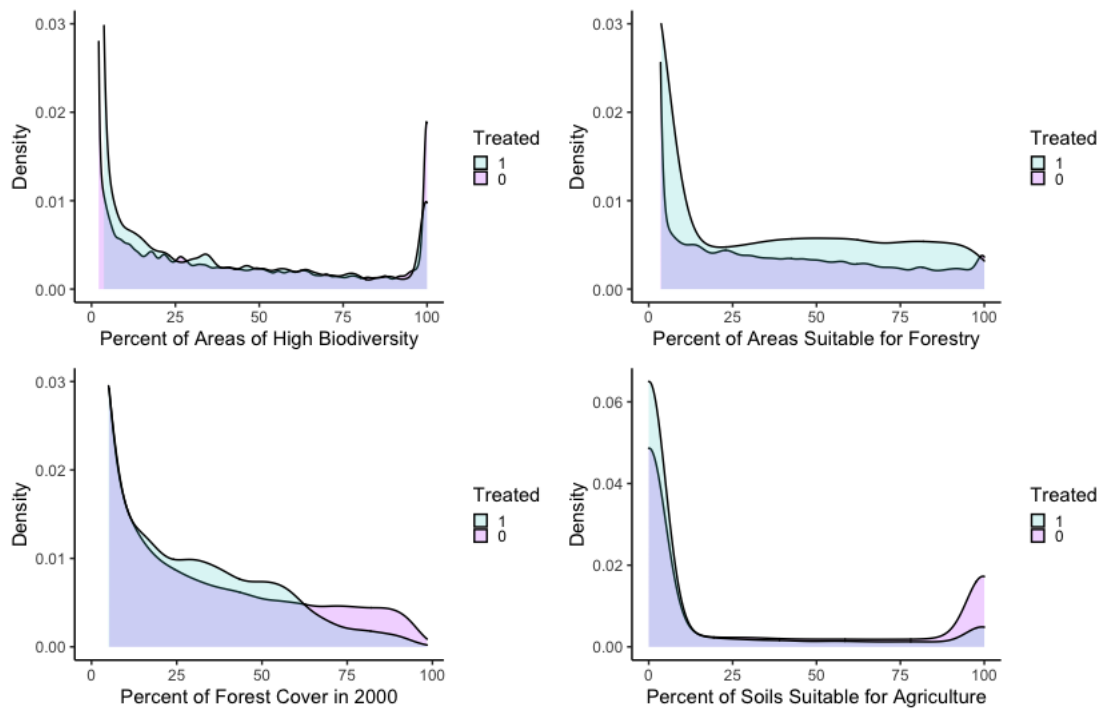 0.03
0.02
0.01
0.00
Density
0 25 50 75 100
Percent of Areas of High Biodiversity
Treated
1
0
0.03
0.02
0.01
0.00
Density
0 25 50 75 100
Percent of Areas Suitable for Forestry
Treated
1
0
0.03
0.02
0.01
0.00
Density
0 25 50 75 100
Percent of Forest Cover in 2000
Treated
1
0
0.06
0.04
0.02
0.00
Density
0 25 50 75 100
Percent of Soils Suitable for Agriculture
Treated
1
0